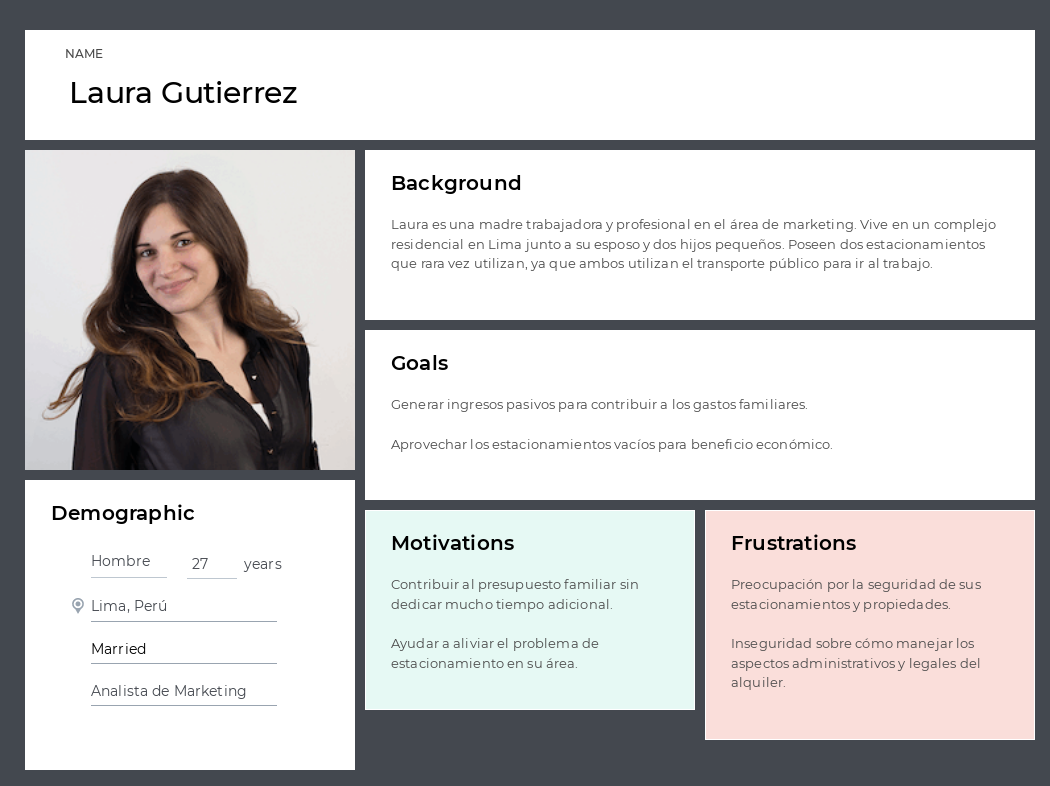 NAME
Laura Gutierrez
Background
Laura es una madre trabajadora y profesional en el área de marketing. Vive en un complejo
residencial en Lima junto a su esposo y dos hijos pequeños. Poseen dos estacionamientos
que rara vez utilizan, ya que ambos utilizan el transporte público para ir al trabajo.
Goals
Generar ingresos pasivos para contribuir a los gastos familiares.
Aprovechar los estacionamientos vacíos para beneficio económico.
Demographic
Hombre 27 years
Lima, Perú
Married
Analista de Marketing
Motivations
Contribuir al presupuesto familiar sin
dedicar mucho tiempo adicional.
Ayudar a aliviar el problema de
estacionamiento en su área.
Frustrations
Preocupación por la seguridad de sus
estacionamientos y propiedades.
Inseguridad sobre cómo manejar los
aspectos administrativos y legales del
alquiler.